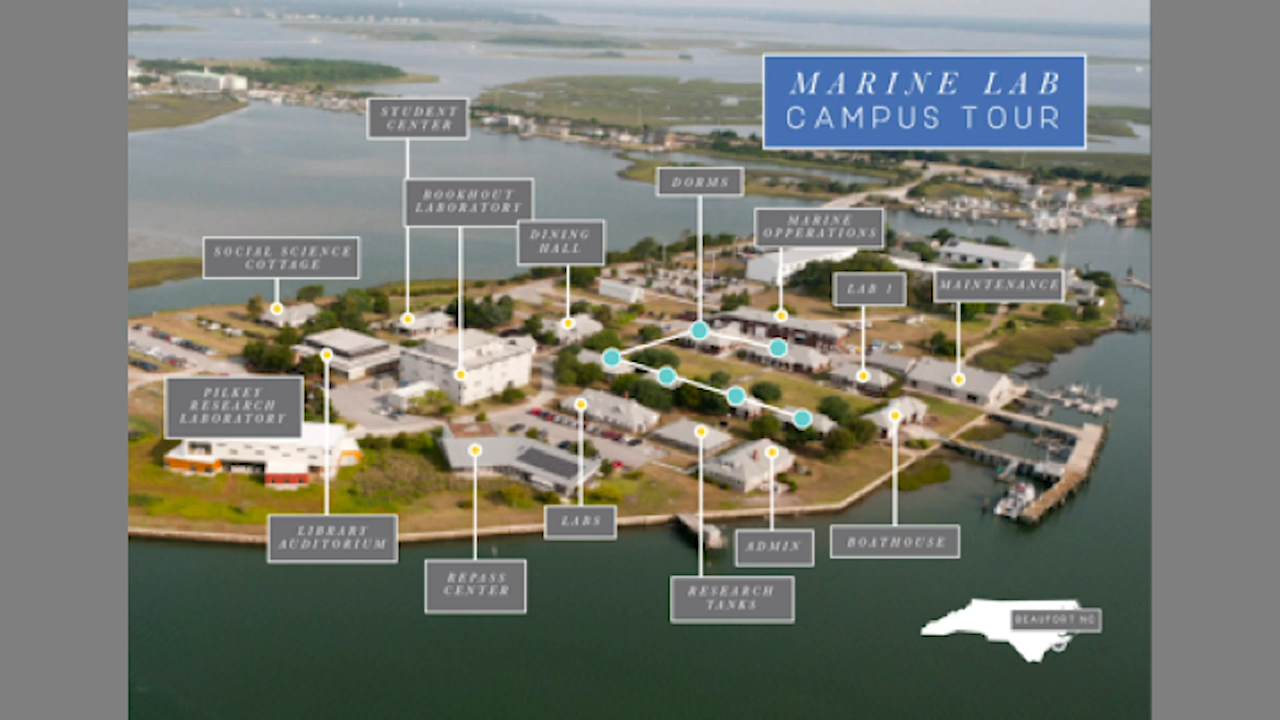 MARINE LAB
CAMPUS TOUR
STUDENT
CENTER
BOOKHOUT
LABORATORY
DORMS
DINING
HALL
MARINE
OPPERATIONS
SOCIAL SCIENCE
COTTAGE
LAB 1
MAINTENANCE
PILKEY
RESEARCH
LABORATORY
LIBRARY
AUDITORIUM
LABS
REPASS
CENTER
ADMIN
BOATHOUSE
RESEARCH
TANKS
BEAUFORT NC